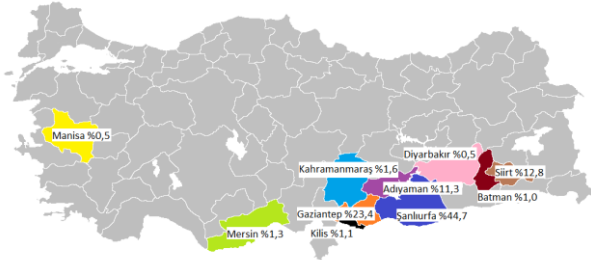 Manisa %0,5
Diyarbakır %0,5
Kahramanmaraş %1,6
Siirt %12,8
Adıyaman %11,3
Batman %1,0
Gaziantep %23,4
Şanlıurfa %44,7
Mersin %1,3
Kilis %1,1